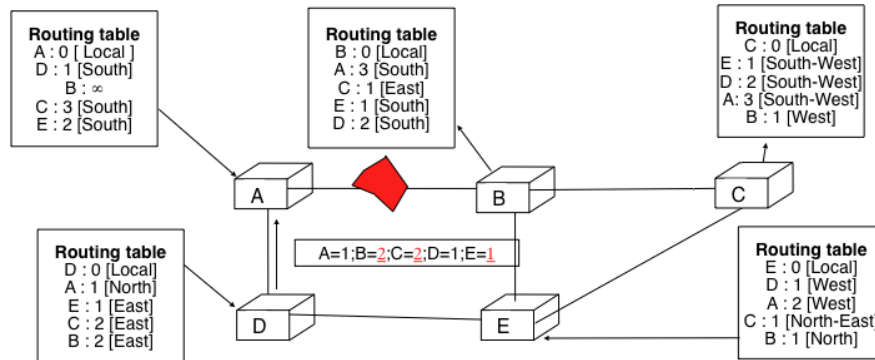 Routing table
A : 0 [ Local ]
D : 1 [South]
B : ∞
C : 3 [South]
E : 2 [South]
Routing table
B : 0 [Local]
A : 3 [South]
C : 1 [East]
E : 1 [South]
D : 2 [South]
Routing table
C : 0 [Local]
E : 1 [South-West]
D : 2 [South-West]
A: 3 [South-West]
B : 1 [West]
A
B
C
A=1;B=2;C=2;D=1;E=1
Routing table
D : 0 [Local]
A : 1 [North]
E : 1 [East]
C : 2 [East]
B : 2 [East]
D
E
Routing table
E : 0 [Local]
D : 1 [West]
A : 2 [West]
C : 1 [North-East]
B : 1 [North]